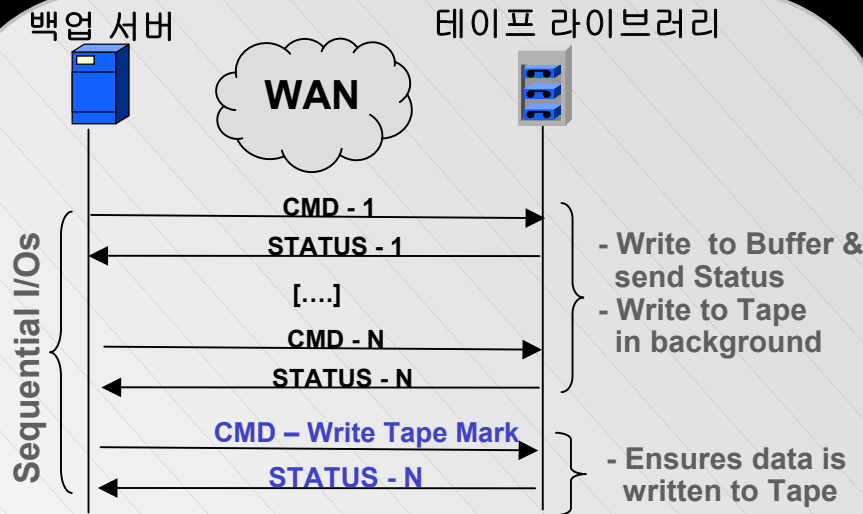 백업 서버
테이프 라이브러리
WAN
CMD - 1
STATUS - 1
[....]
CMD - N
STATUS - N
CMD – Write Tape Mark
STATUS - N
Sequential I/Os
- Write to Buffer &
send Status
- Write to Tape
in background
- Ensures data is
written to Tape